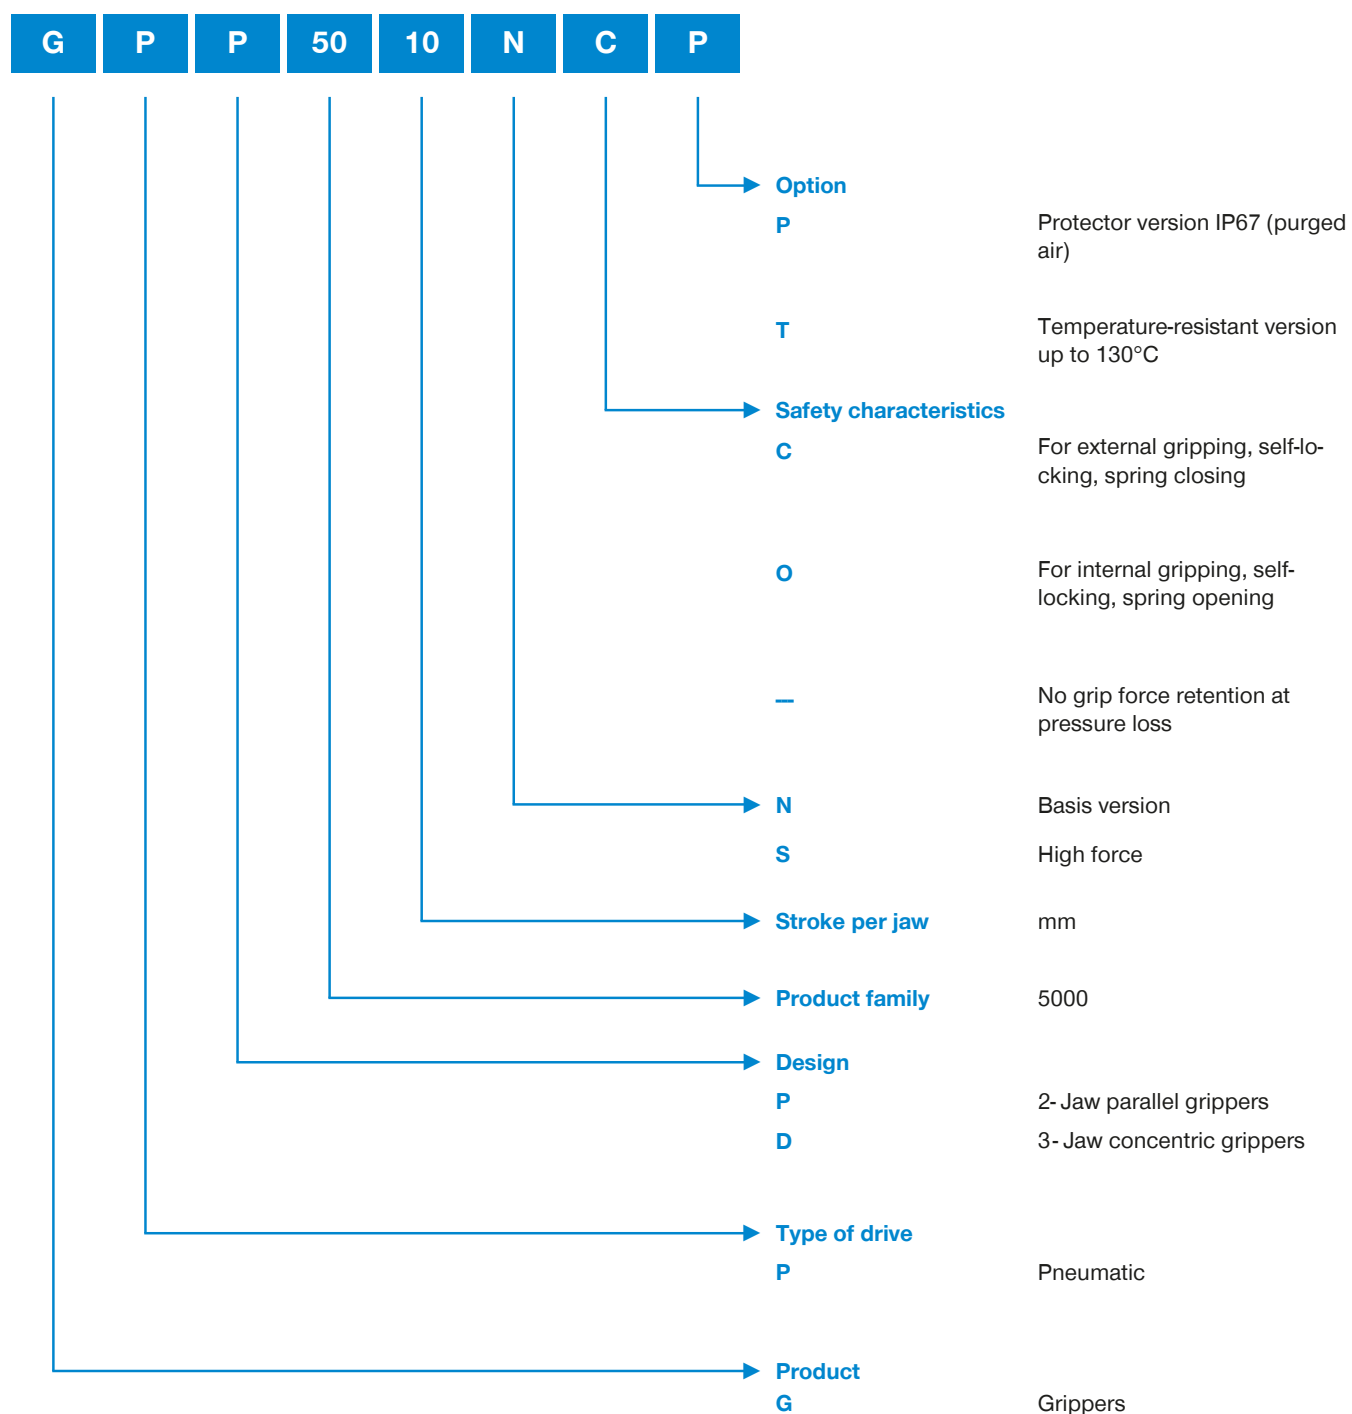 G P P 50 10 N C P
Option
P Protector version IP67 (purged
air)
T Temperature-resistant version
up to 130°C
Safety characteristics
C For external gripping, self-lo-
cking, spring closing
O For internal gripping, self-
locking, spring opening
— No grip force retention at
pressure loss
N Basis version
S High force
Stroke per jaw mm
Product family 5000
Design
P 2- Jaw parallel grippers
D 3- Jaw concentric grippers
Type of drive
P Pneumatic
Product
G Grippers